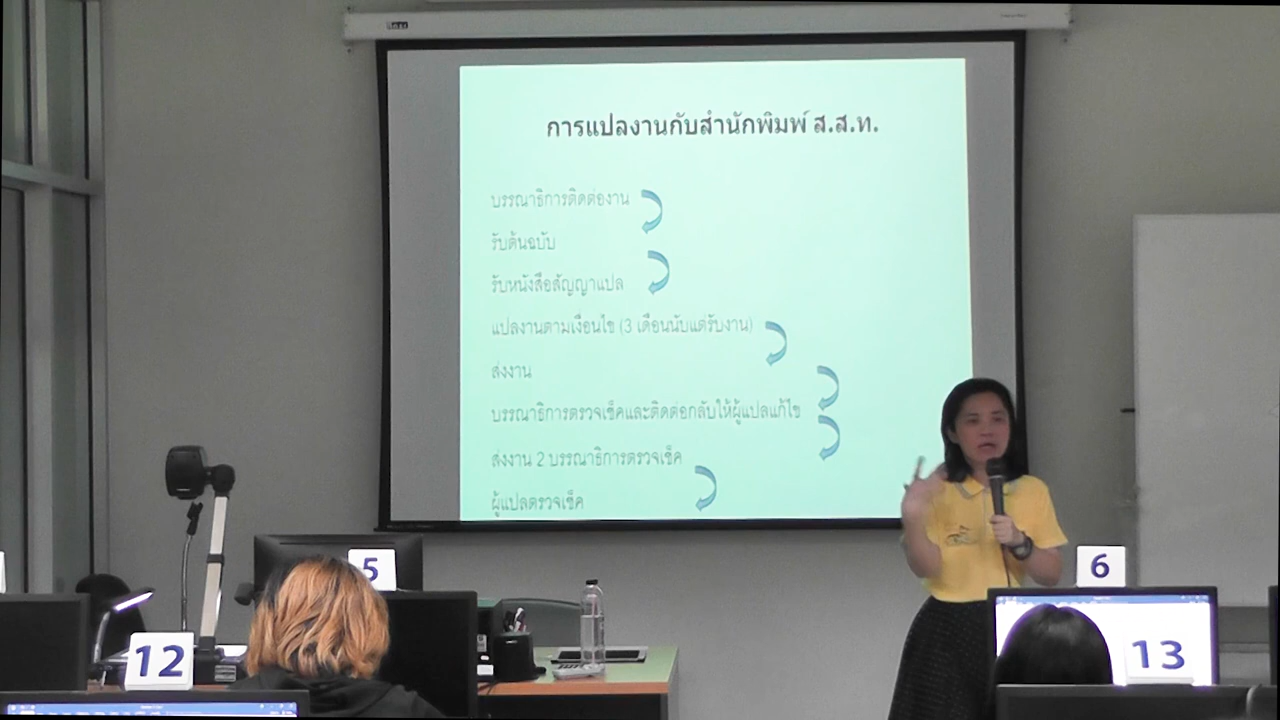 การแปลงานกับสำนักพิมพ์ ส.ส.ท.
บรรณาธิการติดต่องาน
รับต้นฉบับ
รับหนังสือสัญญาแปล
แปลงานตามเงื่อนไข (3 เดือนนับแต่รับงาน)
ส่งงาน
บรรณาธิการตรวจเช็คและติดต่อกลับให้ผู้แปลแก้ไข
ส่งงาน 2 บรรณาธิการตรวจเช็ค
ผู้แปลตรวจเช็ค
5
6
12
13